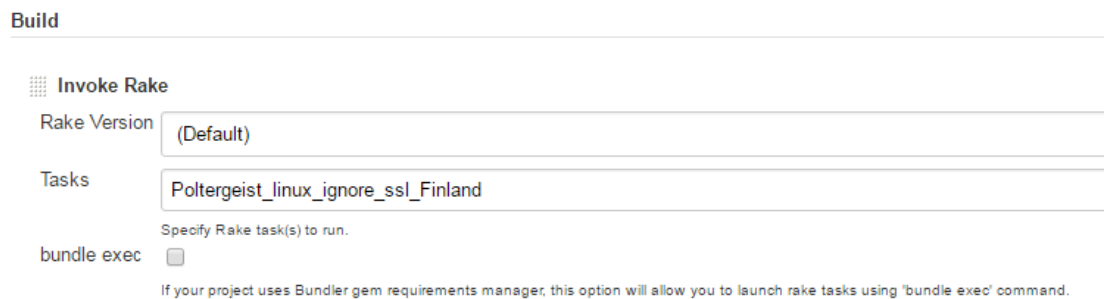 Build
Invoke Rake
Rake Version
(Default)
Tasks
Poltergeist_linux_ignore_ssl_Finland
Specify Rake task(s) to run.
bundle exec
If your project uses Bundler gem requirements manager, this option will allow you to launch rake tasks using 'bundle exec' command.